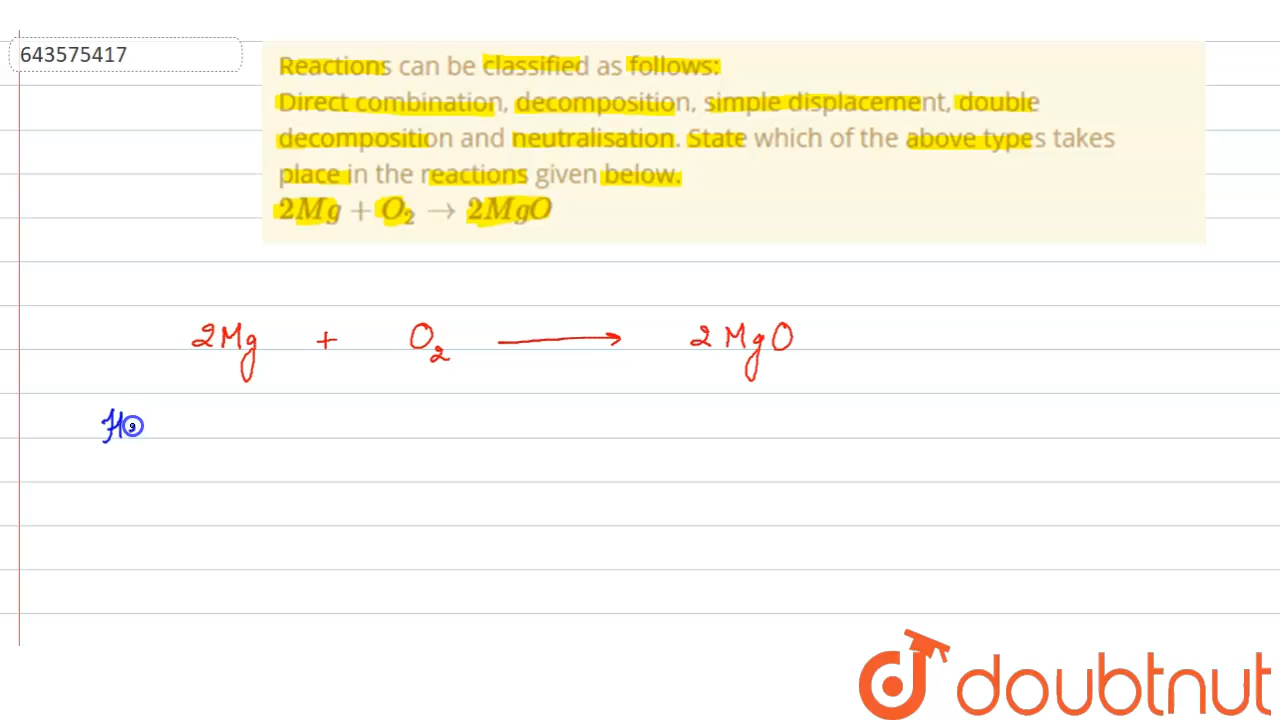 643575417
Reactions can be classified as follows:
Direct combination, decomposition, simple displacement, double
decomposition and neutralisation. State which of the above types takes
place in the reactions given below.
2Mg + O₂ → 2MgO
2Mg + O₂ → 2MgO
doubtnut